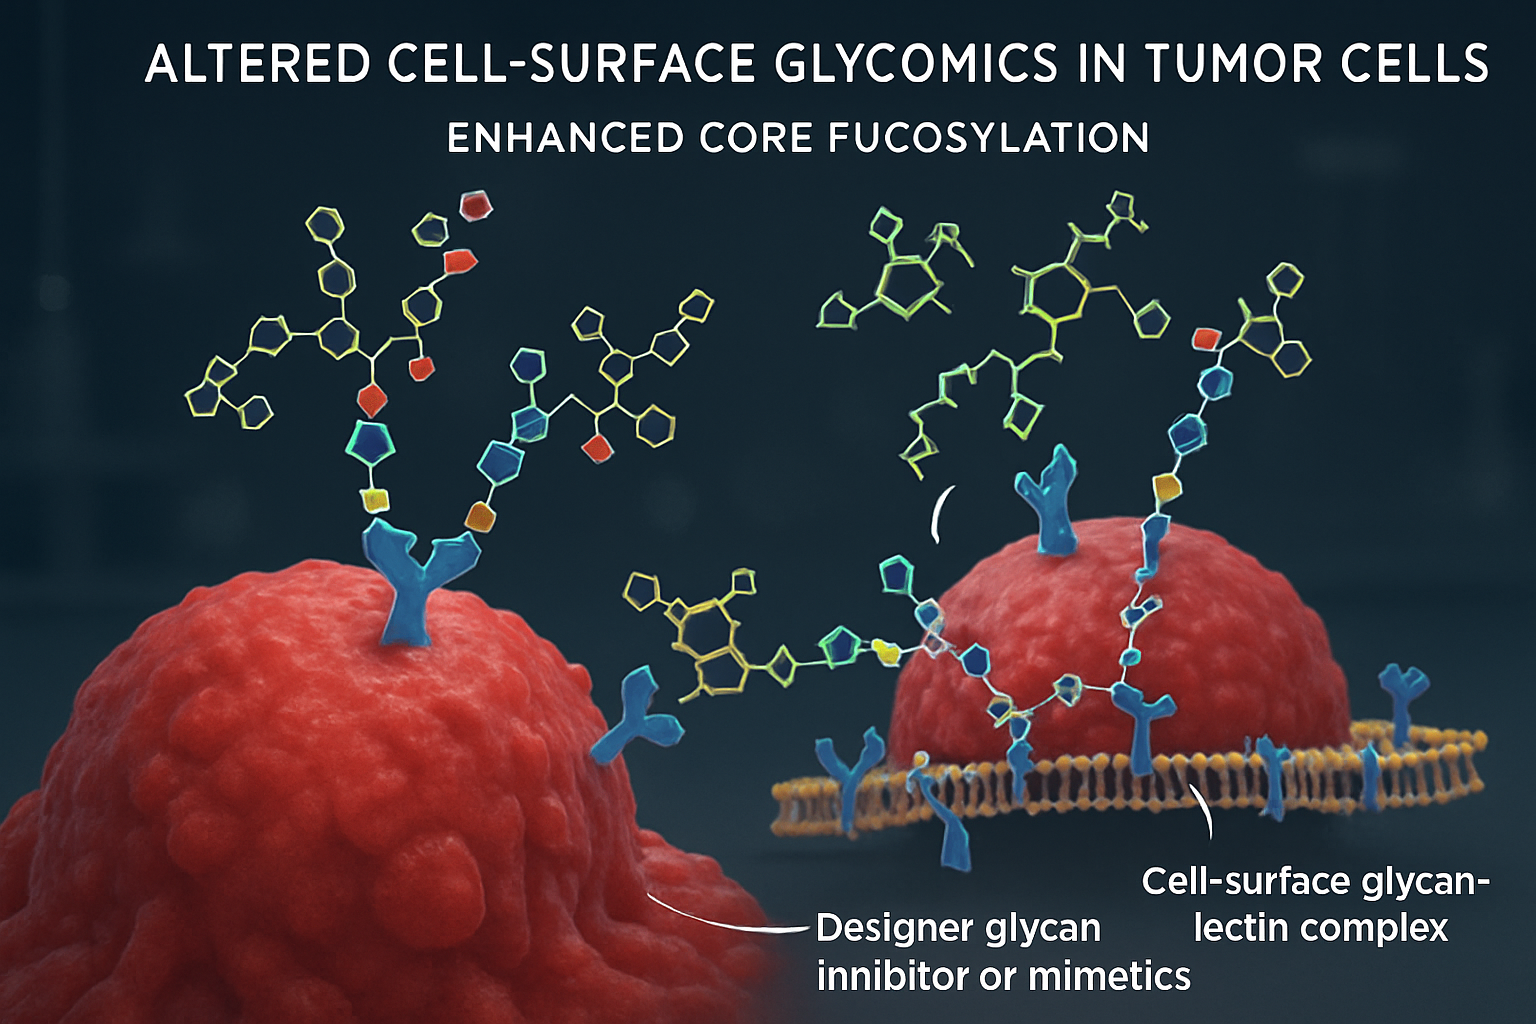 ALTERED CELL-SURFACE GLYCOMICS IN TUMOR CELLS
ENHANCED CORE FUCOSYLATION
Cell-surface glycan-
lectin complex
Designer glycan
innibitor or mimetics